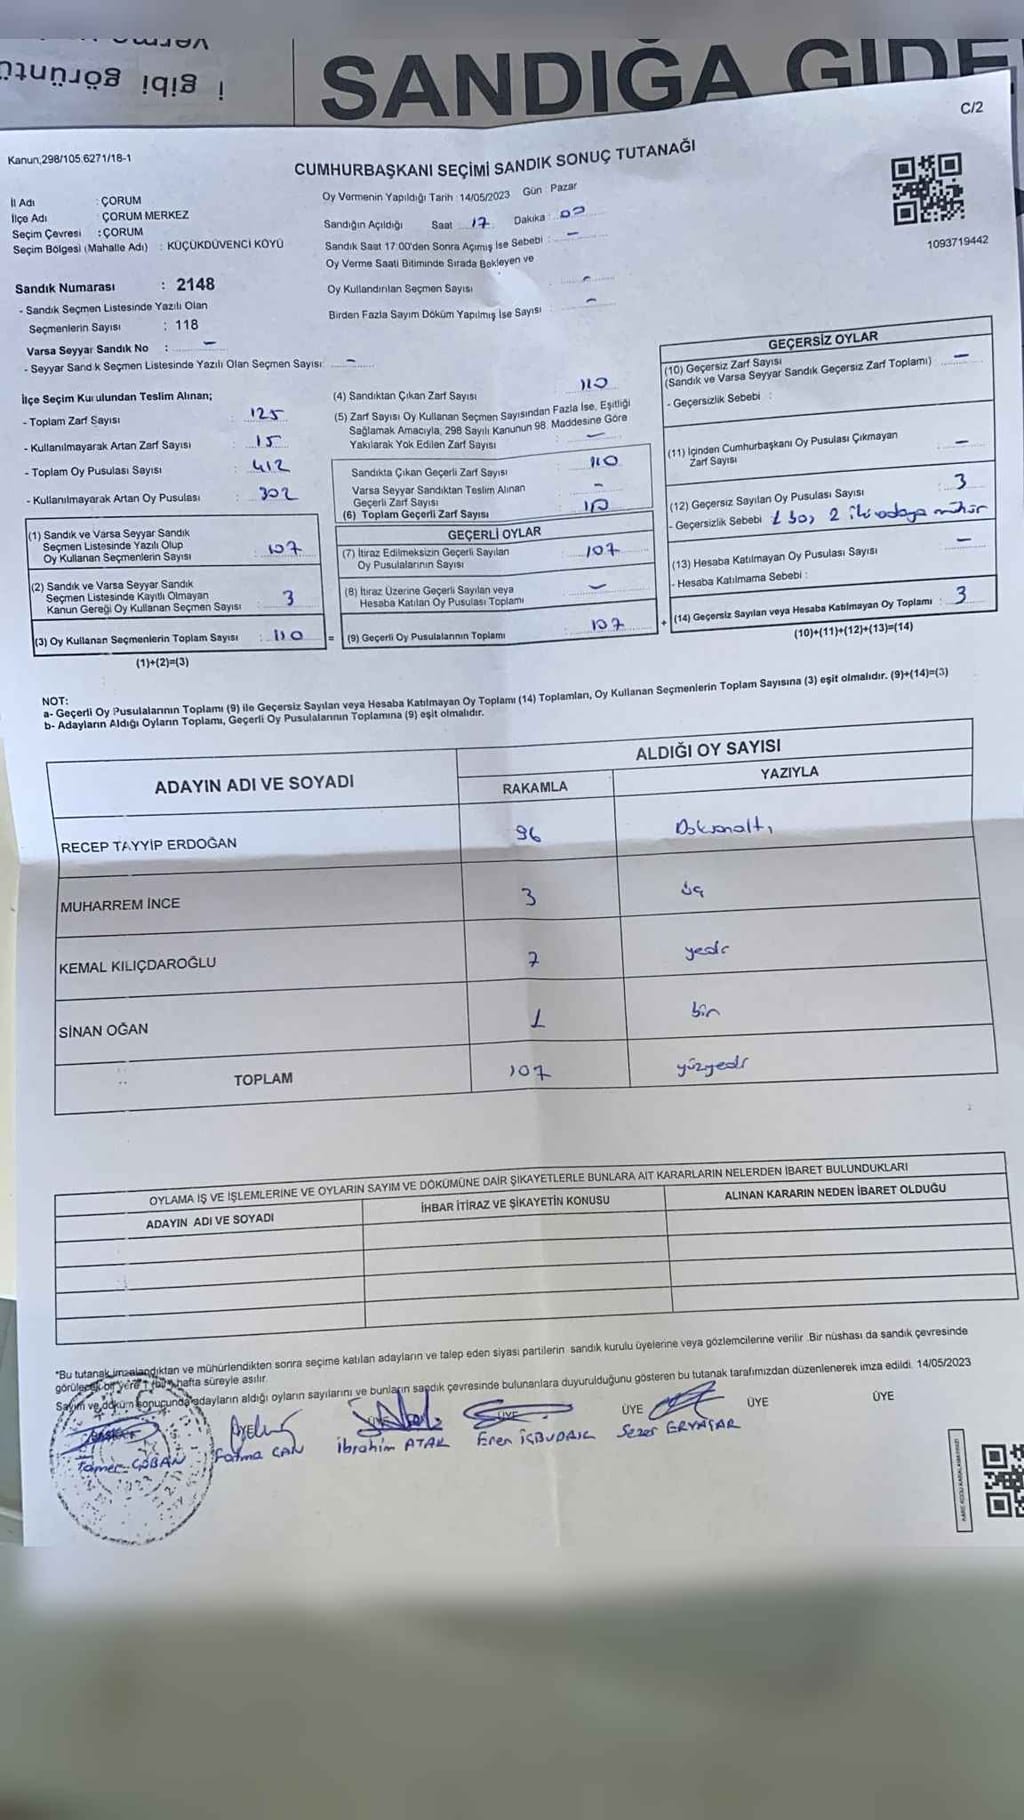 i gibi görüntü
SANDIĞA GİDE
C/2
Kanun;298/105.6271/18-1
CUMHURBAŞKANI SEÇİMİ SANDIK SONUÇ TUTANAĞI
İl Adı : ÇORUM
İlçe Adı : ÇORUM MERKEZ
Seçim Çevresi : ÇORUM
Seçim Bölgesi (Mahalle Adı) : KÜÇÜKDÜVENCİ KÖYÜ
Oy Vermenin Yapıldığı Tarih : 14/05/2023 Gün : Pazar
Sandığın Açıldığı Saat : 17 Dakika : 00
Sandık Saat 17:00'den Sonra Açımış İse Sebebi : -
Oy Verme Saati Bitiminde Sırada Bekleyen ve
Oy Kullandırılan Seçmen Sayısı : -
Birden Fazla Sayım Döküm Yapılmış İse Sayısı : -
1093719442
Sandık Numarası : 2148
- Sandık Seçmen Listesinde Yazılı Olan
Seçmenlerin Sayısı : 118
Varsa Seyyar Sandık No : -
- Seyyar Sandık Seçmen Listesinde Yazılı Olan Seçmen Sayısı: -
İlçe Seçim Kurulundan Teslim Alınan;
- Toplam Zarf Sayısı : 125
- Kullanılmayarak Artan Zarf Sayısı : 15
- Toplam Oy Pusulası Sayısı : 412
- Kullanılmayarak Artan Oy Pusulası : 302
(1) Sandık ve Varsa Seyyar Sandık
Seçmen Listesinde Yazılı Olup
Oy Kullanan Seçmenlerin Sayısı : 107
(2) Sandık ve Varsa Seyyar Sandık
Seçmen Listesinde Kayıtlı Olmayan
Kanun Gereği Oy Kullanan Seçmen Sayısı : 3
(3) Oy Kullanan Seçmenlerin Toplam Sayısı : 110
(1)+(2)=(3)
(4) Sandıktan Çıkan Zarf Sayısı 110
(5) Zarf Sayısı Oy Kullanan Seçmen Sayısından Fazla İse, Eşitliği
Sağlamak Amacıyla, 298 Sayılı Kanunun 98. Maddesine Göre
Yakılarak Yok Edilen Zarf Sayısı -
Sandıkta Çıkan Geçerli Zarf Sayısı 110
Varsa Seyyar Sandıktan Teslim Alınan
Geçerli Zarf Sayısı -
(6) Toplam Geçerli Zarf Sayısı 110
GEÇERLİ OYLAR
(7) İtiraz Edilmeksizin Geçerli Sayılan
Oy Pusulalarının Sayısı 107
(8) İtiraz Üzerine Geçerli Sayılan veya
Hesaba Katılan Oy Pusulası Toplamı -
= (9) Geçerli Oy Pusulalarının Toplamı 107
GEÇERSİZ OYLAR
(10) Geçersiz Zarf Sayısı
(Sandık ve Varsa Seyyar Sandık Geçersiz Zarf Toplamı) -
- Geçersizlik Sebebi :
(11) İçinden Cumhurbaşkanı Oy Pusulası Çıkmayan
Zarf Sayısı -
(12) Geçersiz Sayılan Oy Pusulası Sayısı : 3
- Geçersizlik Sebebi 1 boş 2 iki adaya mühür
(13) Hesaba Katılmayan Oy Pusulası Sayısı -
- Hesaba Katılmama Sebebi :
+ (14) Geçersiz Sayılan veya Hesaba Katılmayan Oy Toplamı : 3
(10)+(11)+(12)+(13)=(14)
NOT:
a- Geçerli Oy Pusulalarının Toplamı (9) ile Geçersiz Sayılan veya Hesaba Katılmayan Oy Toplamı (14) Toplamları, Oy Kullanan Seçmenlerin Toplam Sayısına (3) eşit olmalıdır. (9)+(14)=(3)
b- Adayların Aldığı Oyların Toplamı, Geçerli Oy Pusulalarının Toplamına (9) eşit olmalıdır.
ADAYIN ADI VE SOYADI ALDIĞI OY SAYISI
RAKAMLA YAZIYLA
RECEP TAYYİP ERDOĞAN 96 Doksanaltı
MUHARREM İNCE 3 üç
KEMAL KILIÇDAROĞLU 7 yedi
SİNAN OĞAN 1 bir
TOPLAM 107 yüzyedi
OYLAMA İŞ VE İŞLEMLERİNE VE OYLARIN SAYIM VE DÖKÜMÜNE DAİR ŞİKAYETLERLE BUNLARA AİT KARARLARIN NELERDEN İBARET BULUNDUKLARI
ADAYIN ADI VE SOYADI İHBAR İTİRAZ VE ŞİKAYETİN KONUSU ALINAN KARARIN NEDEN İBARET OLDUĞU
*Bu tutanak imzalandıktan ve mühürlendikten sonra seçime katılan adayların ve talep eden siyasi partilerin sandık kurulu üyelerine veya gözlemcilerine verilir. Bir nüshası da sandık çevresinde
görülecek bir yere 1 (bir) hafta süreyle asılır.
Sayım ve döküm sonucunda adayların aldığı oyların sayılarını ve bunların sandık çevresinde bulunanlara duyurulduğunu gösteren bu tutanak tarafımızdan düzenlenerek imza edildi. 14/05/2023
BAŞKAN ÜYE ÜYE ÜYE ÜYE ÜYE ÜYE
Tamer ÇOBAN Fatma CAN İbrahim ATAK Eren İÇBUDAK Sezer ERYAŞAR